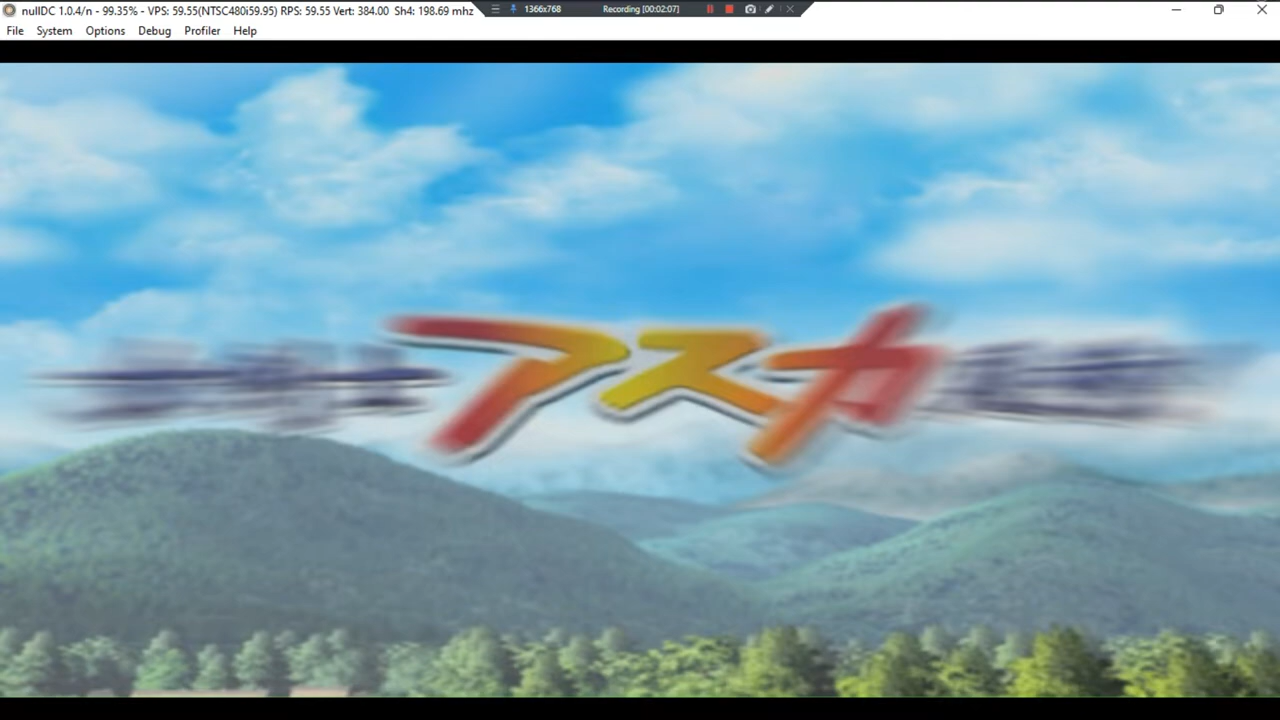 nullDC 1.0.4/n - 99.35% - VPS: 59.55(NTSC480i59.95) RPS: 59.55 Vert: 384.00 Sh4: 198.69 mhz
1366x768 Recording [00:02:07]
File System Options Debug Profiler Help
アスカ